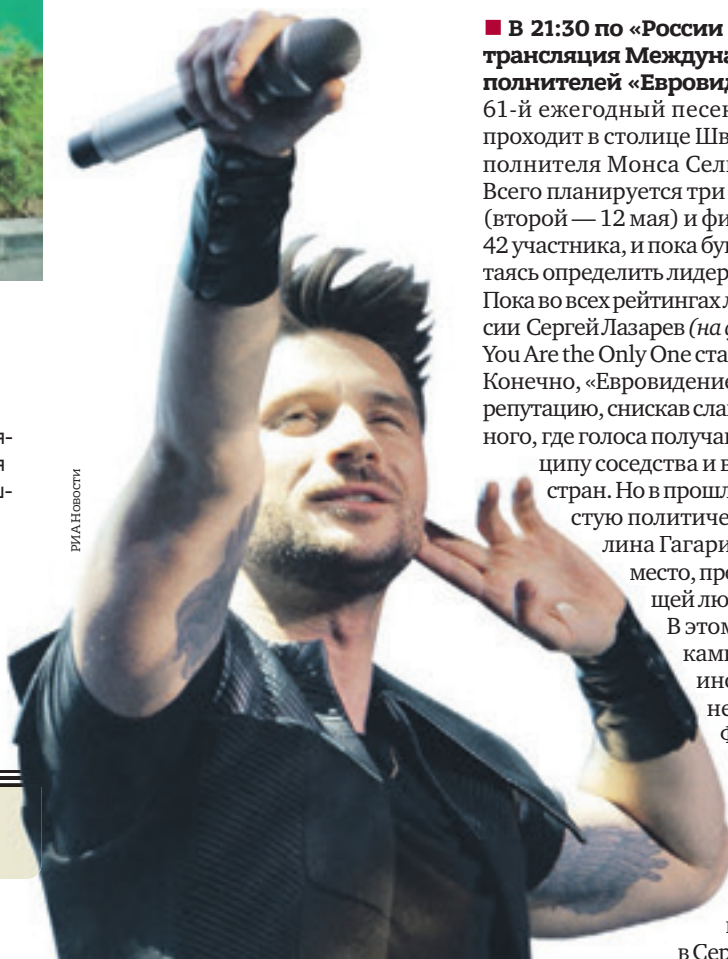 ■ В 21:30 по «России
трансляция Междуна
полнителей «Евровид
61-й ежегодный песен
проходит в столице Шв
полнителя Монса Сел
Всего планируется три
(второй — 12 мая) и фи
42 участника, и пока бу
таясь определить лидер
Пока во всех рейтингах л
сии Сергей Лазарев (на
You Are the Only One ста
Конечно, «Евровидение
репутацию, снискав сла
ного, где голоса получа
ципу соседства и в
стран. Но в прошл
стую политиче
лина Гагари
место, пре
щей лю
В этом
кам
ин
не
в Сер
РИА Новости
я-
я